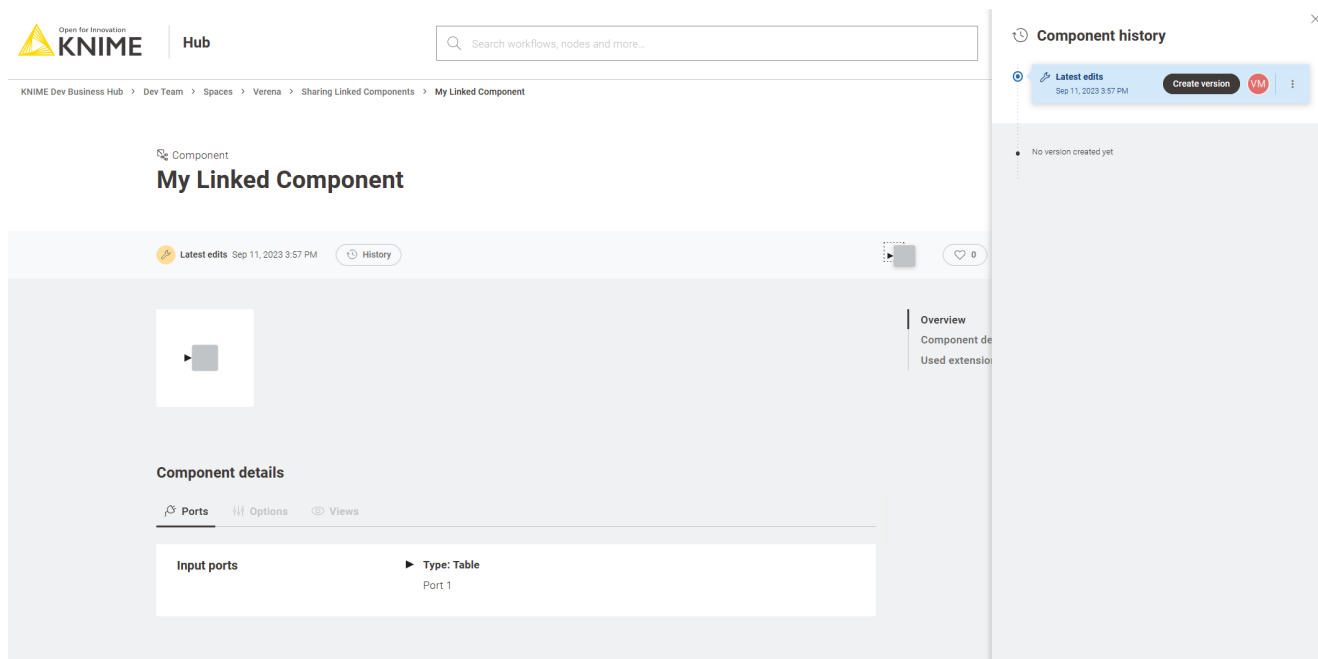 Open for Innovation
KNIME
Hub
Search workflows, nodes and more...
KNIME Dev Business Hub > Dev Team > Spaces > Verena > Sharing Linked Components > My Linked Component
Component
My Linked Component
Latest edits Sep 11, 2023 3:57 PM
History
0
Overview
Component de
Used extensio
Component details
Ports
Options
Views
Input ports
Type: Table
Port 1
Component history
Latest edits
Sep 11, 2023 3:57 PM
Create version
VM
No version created yet